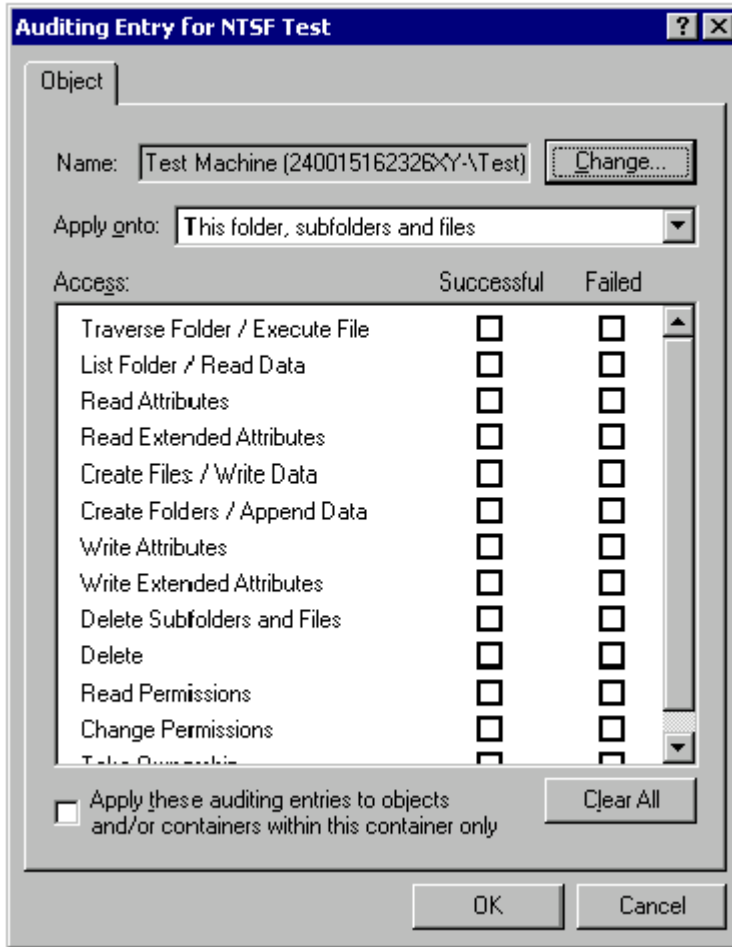 Auditing Entry for NTSF Test
Object
Name: Test Machine (240015162326XY-\Test) Change...
Apply onto: This folder, subfolders and files
Access: Successful Failed
Traverse Folder / Execute File
List Folder / Read Data
Read Attributes
Read Extended Attributes
Create Files / Write Data
Create Folders / Append Data
Write Attributes
Write Extended Attributes
Delete Subfolders and Files
Delete
Read Permissions
Change Permissions
Take Ownership
Apply these auditing entries to objects
and/or containers within this container only
Clear All
OK Cancel